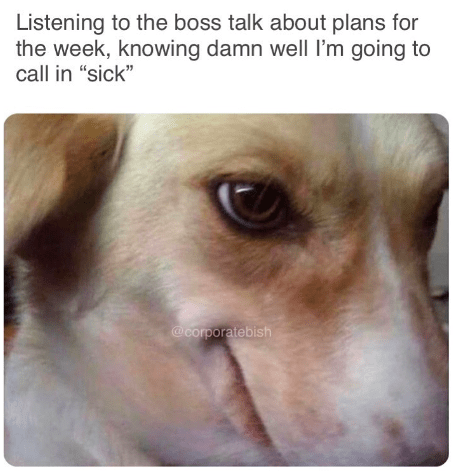 Listening to the boss talk about plans for
the week, knowing damn well I’m going to
call in “sick”
@corporatebish